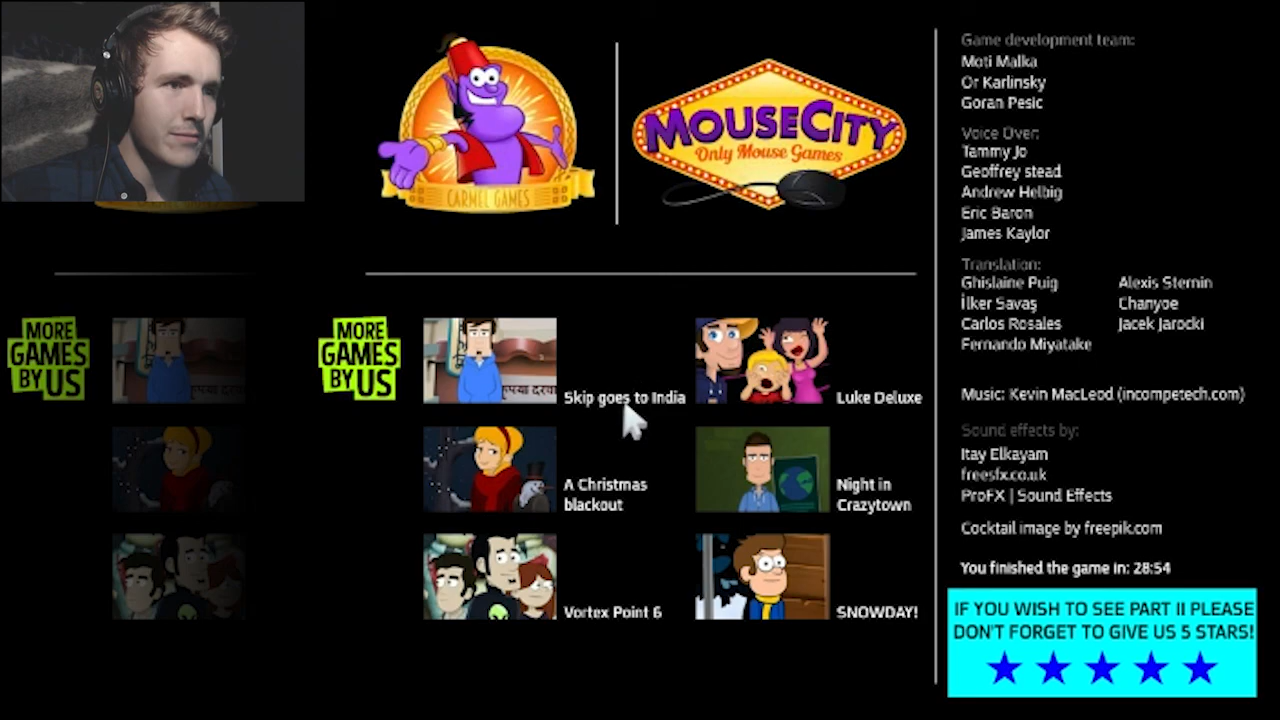 CARMEL GAMES
MOUSECITY
Only Mouse Games
MORE
GAMES
BY US
MORE
GAMES
BY US
Skip goes to India
Luke Deluxe
A Christmas
blackout
Night in
Crazytown
Vortex Point 6
SNOWDAY!
Game development team:
Moti Malka
Or Karlinsky
Goran Pesic
Voice Over:
Tammy Jo
Geoffrey stead
Andrew Helbig
Eric Baron
James Kaylor
Translation:
Ghislaine Puig Alexis Sternin
İlker Savaş Chanyoe
Carlos Rosales Jacek Jarocki
Fernando Miyatake
Music: Kevin MacLeod (incompetech.com)
Sound effects by:
Itay Elkayam
freesfx.co.uk
ProFX | Sound Effects
Cocktail image by freepik.com
You finished the game in: 28:54
IF YOU WISH TO SEE PART II PLEASE
DON'T FORGET TO GIVE US 5 STARS!